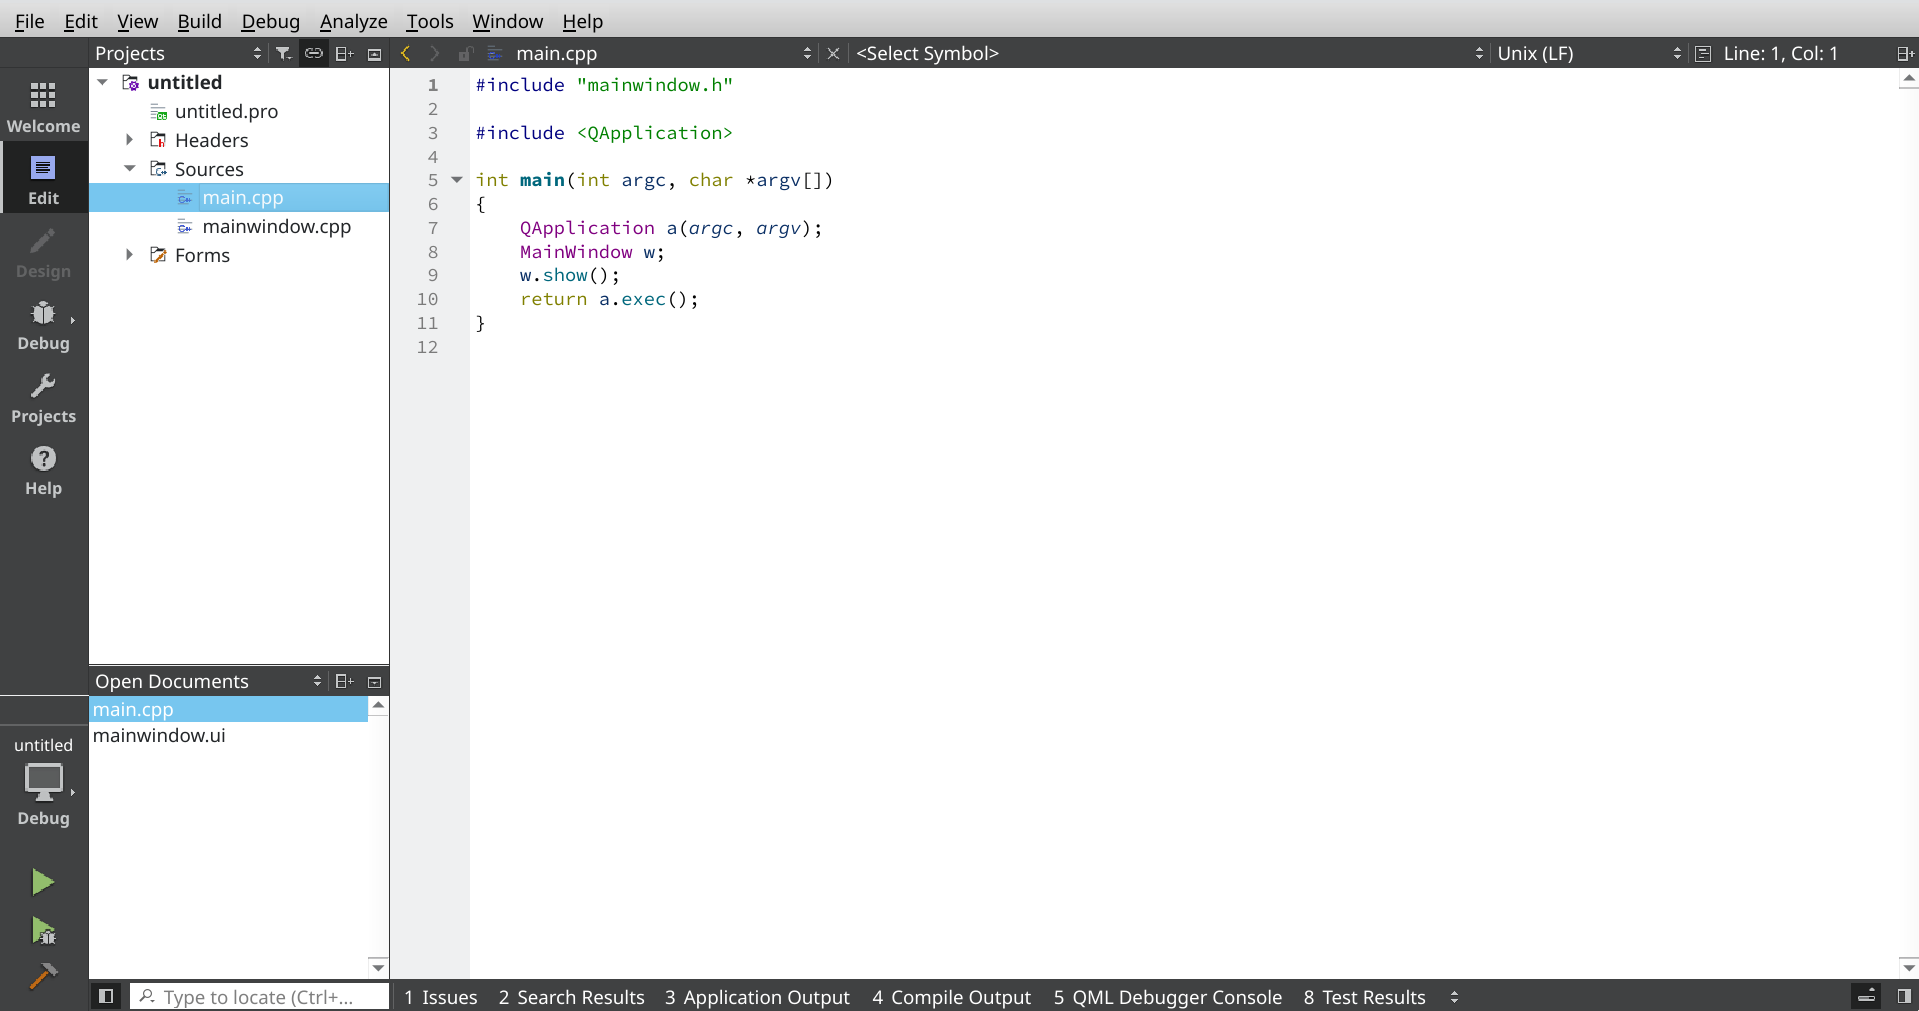 File Edit View Build Debug Analyze Tools Window Help
Projects main.cpp <Select Symbol> Unix (LF) Line: 1, Col: 1
Welcome
Edit
Design
Debug
Projects
Help
untitled
untitled.pro
Headers
Sources
main.cpp
mainwindow.cpp
Forms
1 #include "mainwindow.h"
2
3 #include <QApplication>
4
5 int main(int argc, char *argv[])
6 {
7     QApplication a(argc, argv);
8     MainWindow w;
9     w.show();
10     return a.exec();
11 }
12
Open Documents
main.cpp
mainwindow.ui
untitled
Debug
Type to locate (Ctrl+... 1 Issues 2 Search Results 3 Application Output 4 Compile Output 5 QML Debugger Console 8 Test Results